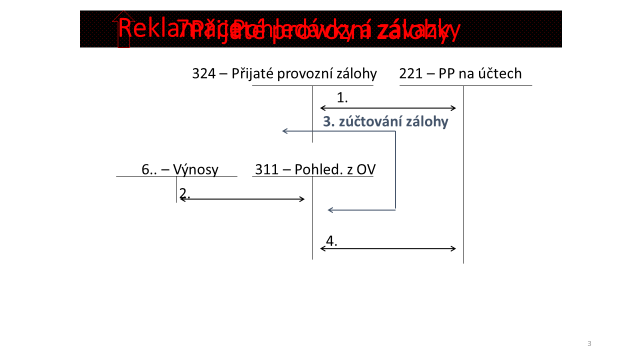 324 – Přijaté provozní zálohy
221 – PP na účtech
1.
3. zúčtování zálohy
6.. – Výnosy
311 – Pohled. z OV
2.
4.
3